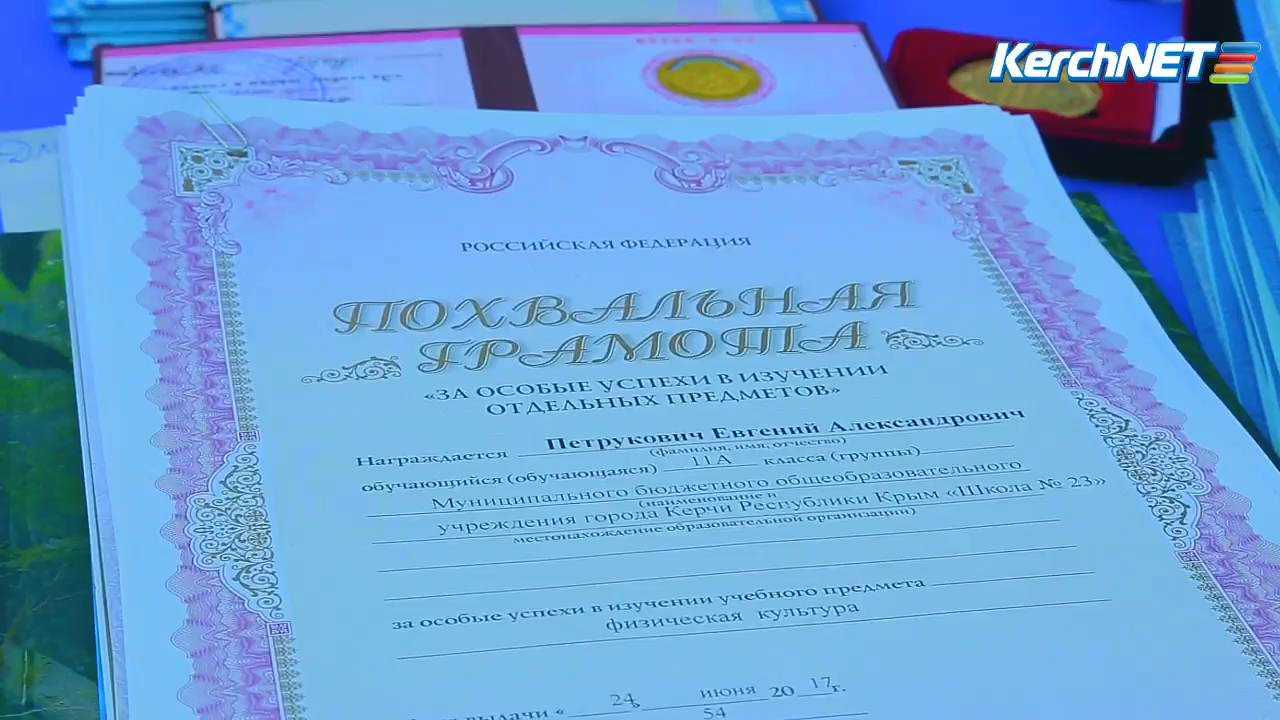 KerchNET
РОССИЙСКАЯ ФЕДЕРАЦИЯ
ПОХВАЛЬНАЯ
ГРАМОТА
«ЗА ОСОБЫЕ УСПЕХИ В ИЗУЧЕНИИ
ОТДЕЛЬНЫХ ПРЕДМЕТОВ»
Награждается Петрукович Евгений Александрович
(фамилия, имя, отчество)
обучающийся (обучающаяся) 11А класса (группы)
Муниципального бюджетного общеобразовательного
(наименование и
учреждения города Керчи Республики Крым «Школа № 23»
местонахождение образовательной организации)
за особые успехи в изучении учебного предмета
физическая культура
выдачи « 24 июня 20 17 г.
54